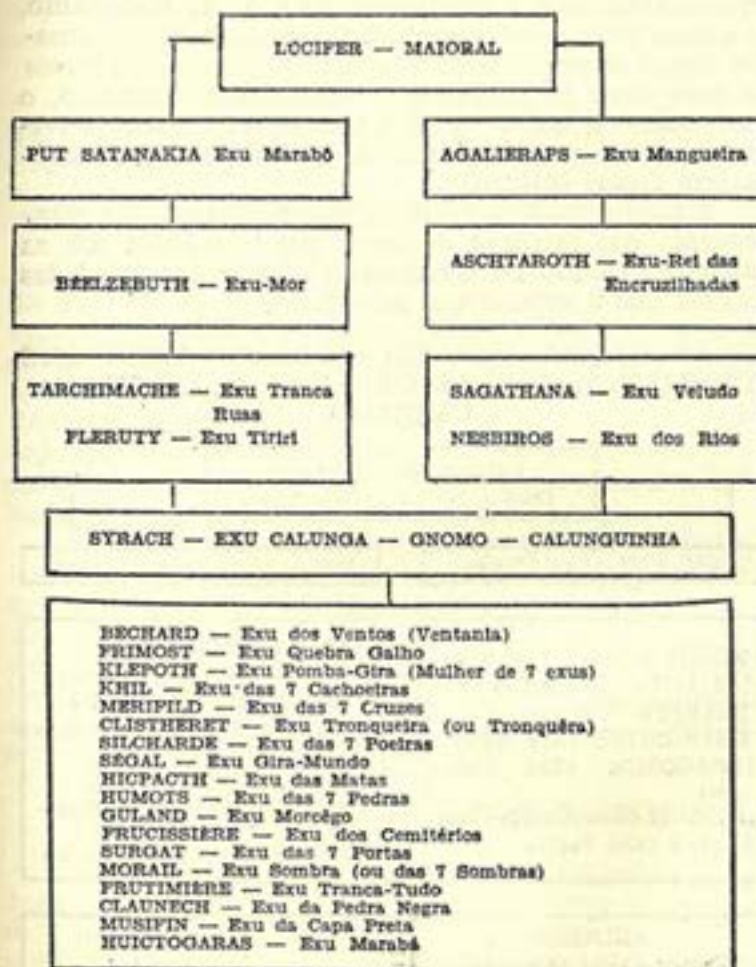 LÚCIFER — MAIORAL
PUT SATANAKIA Exu Marabô
AGALIERAPS — Exu Mangueira
BÉELZEBUTH — Exu-Mor
ASCHTAROTH — Exu-Rei das
Encruzilhadas
TARCHIMACHE — Exu Tranca
Ruas
FLERUTY — Exu Tiriri
SAGATHANA — Exu Veludo
NESBIROS — Exu dos Rios
SYRACH — EXU CALUNGA — GNOMO — CALUNGUINHA
BECHARD — Exu dos Ventos (Ventania)
FRIMOST — Exu Quebra Galho
KLEPOTH — Exu Pomba-Gira (Mulher de 7 exus)
KHIL — Exu das 7 Cachoeiras
MERIFILD — Exu das 7 Cruzes
CLISTHERET — Exu Tronqueira (ou Tronquêra)
SILCHARDE — Exu das 7 Poeiras
SÉGAL — Exu Gira-Mundo
HICPACTH — Exu das Matas
HUMOTS — Exu das 7 Pedras
GULAND — Exu Morcêgo
FRUCISSIÈRE — Exu dos Cemitérios
SURGAT — Exu das 7 Portas
MORAIL — Exu Sombra (ou das 7 Sombras)
FRUTIMIÈRE — Exu Tranca-Tudo
CLAUNECH — Exu da Pedra Negra
MUSIFIN — Exu da Capa Preta
HUICTOGARAS — Exu Marabá